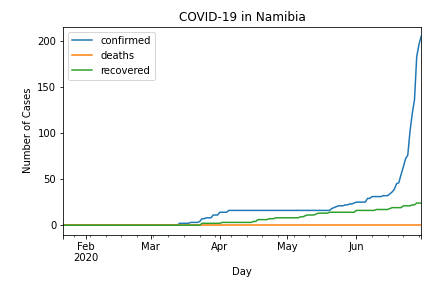 COVID-19 in Namibia
confirmed
deaths
recovered
Number of Cases
200
150
100
50
0
Feb
2020
Mar
Apr
May
Jun
Day